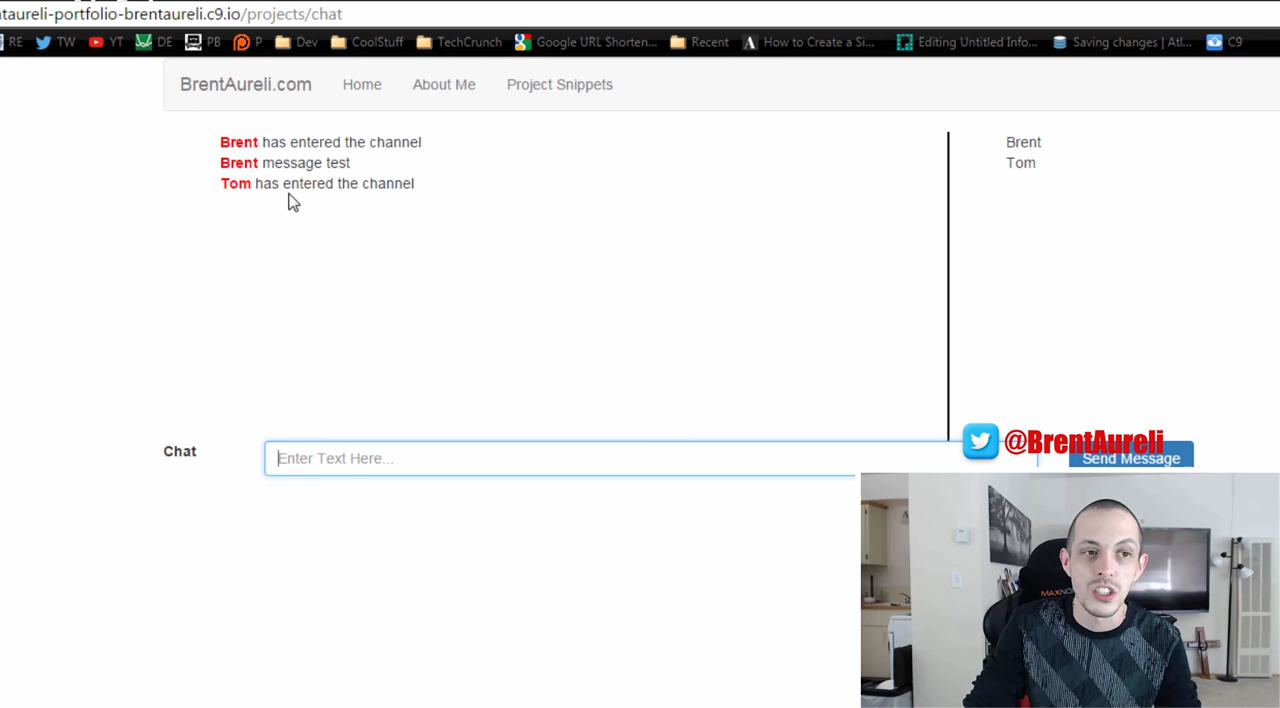 taureli-portfolio-brentaureli.c9.io/projects/chat
RE TW YT DE PB P Dev CoolStuff TechCrunch Google URL Shorten... Recent How to Create a Si... Editing Untitled Info... Saving changes | Atl... C9
BrentAureli.com Home About Me Project Snippets
Brent has entered the channel
Brent message test
Tom has entered the channel
Brent
Tom
Chat
Enter Text Here...
@BrentAureli
Send Message
MAXNO